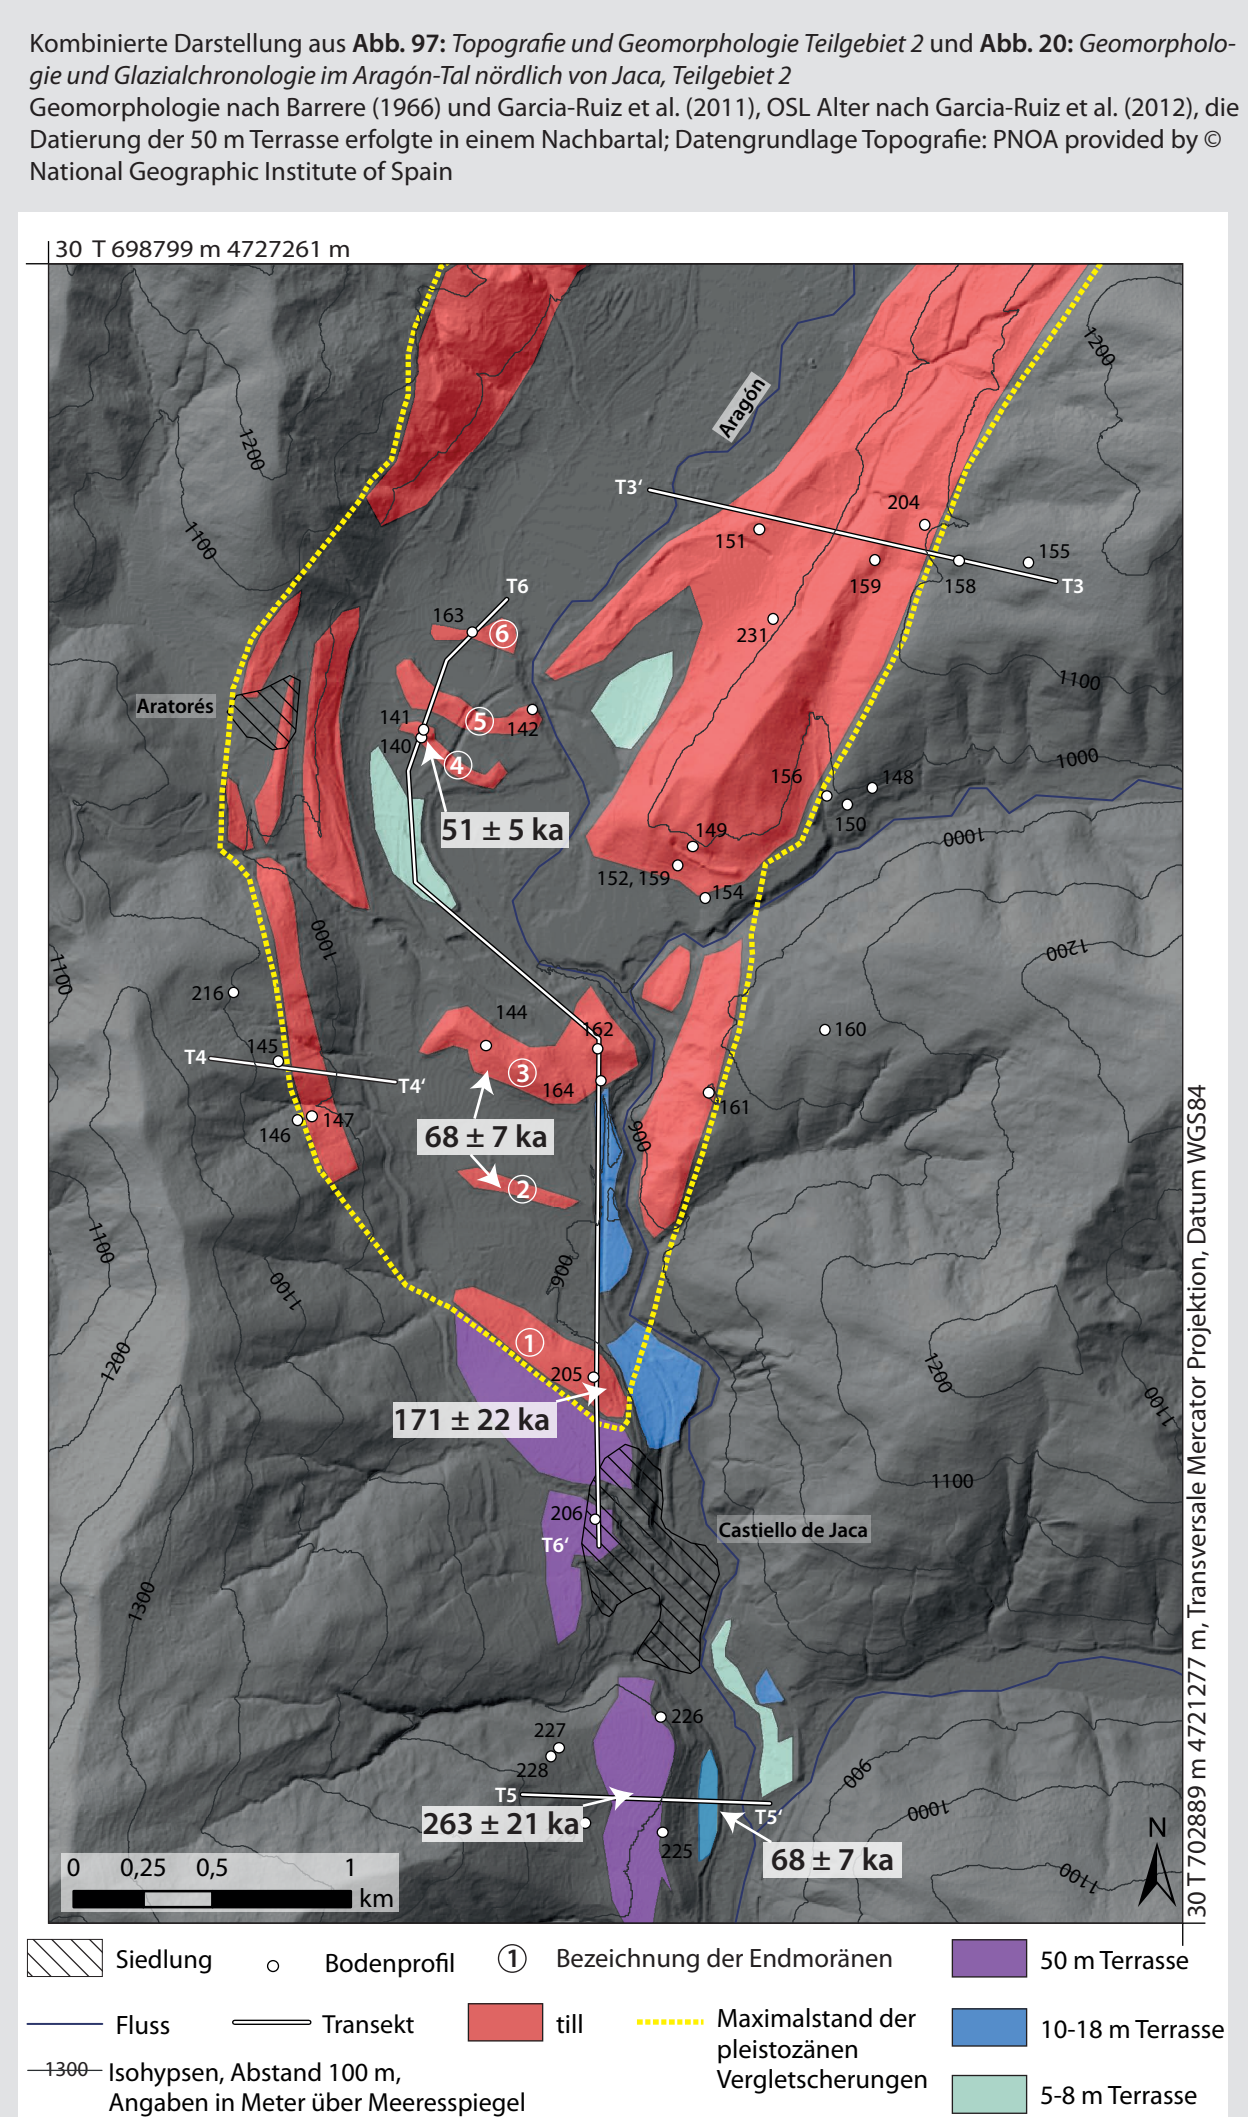 Kombinierte Darstellung aus Abb. 97: Topografie und Geomorphologie Teilgebiet 2 und Abb. 20: Geomorpholo-
gie und Glazialchronologie im Aragón-Tal nördlich von Jaca, Teilgebiet 2
Geomorphologie nach Barrere (1966) und Garcia-Ruiz et al. (2011), OSL Alter nach Garcia-Ruiz et al. (2012), die
Datierung der 50 m Terrasse erfolgte in einem Nachbartal; Datengrundlage Topografie: PNOA provided by ©
National Geographic Institute of Spain
30 T 698799 m 4727261 m
1200
Aragón
1200
T3‘
204
1100
151
155
159
158
T3
T6
163
6
231
1100
Aratorés
141
5
142
140
4
1000
156
148
51 ± 5 ka
150
149
1000
152, 159
154
1000
1200
1100
216
144
162
160
145
T4
3
T4‘
164
161
147
146
900
68 ± 7 ka
2
1100
900
1100
1
1200
1200
205
1100
171 ± 22 ka
1100
206
Castiello de Jaca
T6‘
1300
226
227
228
900
T5
T5‘
1000
263 ± 21 ka
225
68 ± 7 ka
1100
N
0 0,25 0,5 1
km
30 T 702889 m 4721277 m, Transversale Mercator Projektion, Datum WGS84
Siedlung
Bodenprofil
1 Bezeichnung der Endmoränen
50 m Terrasse
Fluss
Transekt
till
Maximalstand der
pleistozänen
Vergletscherungen
10-18 m Terrasse
1300 Isohypsen, Abstand 100 m,
Angaben in Meter über Meeresspiegel
5-8 m Terrasse